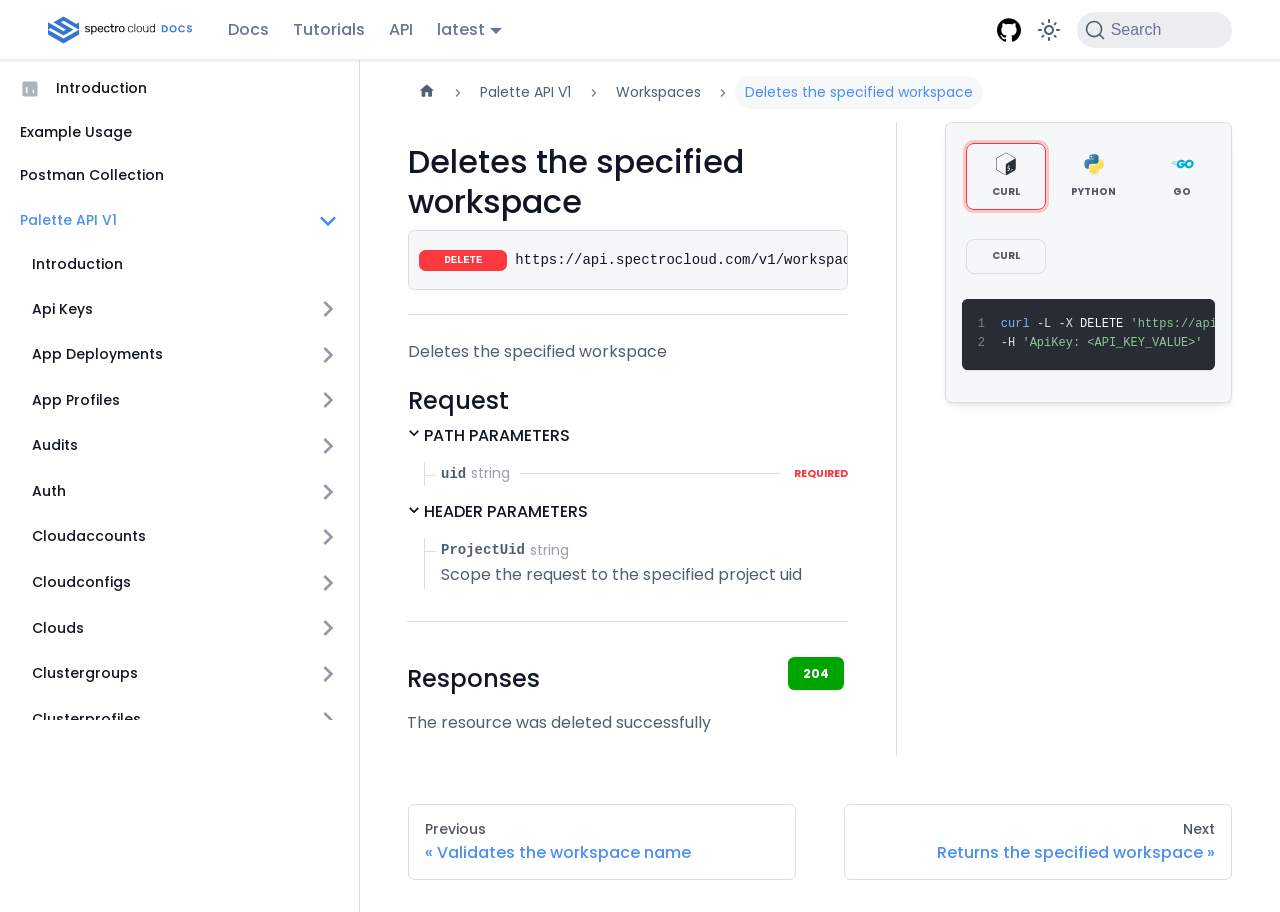 spectro cloud DOCS
Docs
Tutorials
API
latest
Search
Introduction
Example Usage
Postman Collection
Palette API V1
Introduction
Api Keys
App Deployments
App Profiles
Audits
Auth
Cloudaccounts
Cloudconfigs
Clouds
Clustergroups
Clusterprofiles
Palette API V1
Workspaces
Deletes the specified workspace
Deletes the specified
workspace
DELETE https://api.spectrocloud.com/v1/workspac
Deletes the specified workspace
Request
PATH PARAMETERS
uid string REQUIRED
HEADER PARAMETERS
ProjectUid string
Scope the request to the specified project uid
Responses
204
The resource was deleted successfully
CURL
PYTHON
GO
GO
CURL
1 curl -L -X DELETE 'https://api
2 -H 'ApiKey: <API_KEY_VALUE>'
Previous
« Validates the workspace name
Next
Returns the specified workspace »